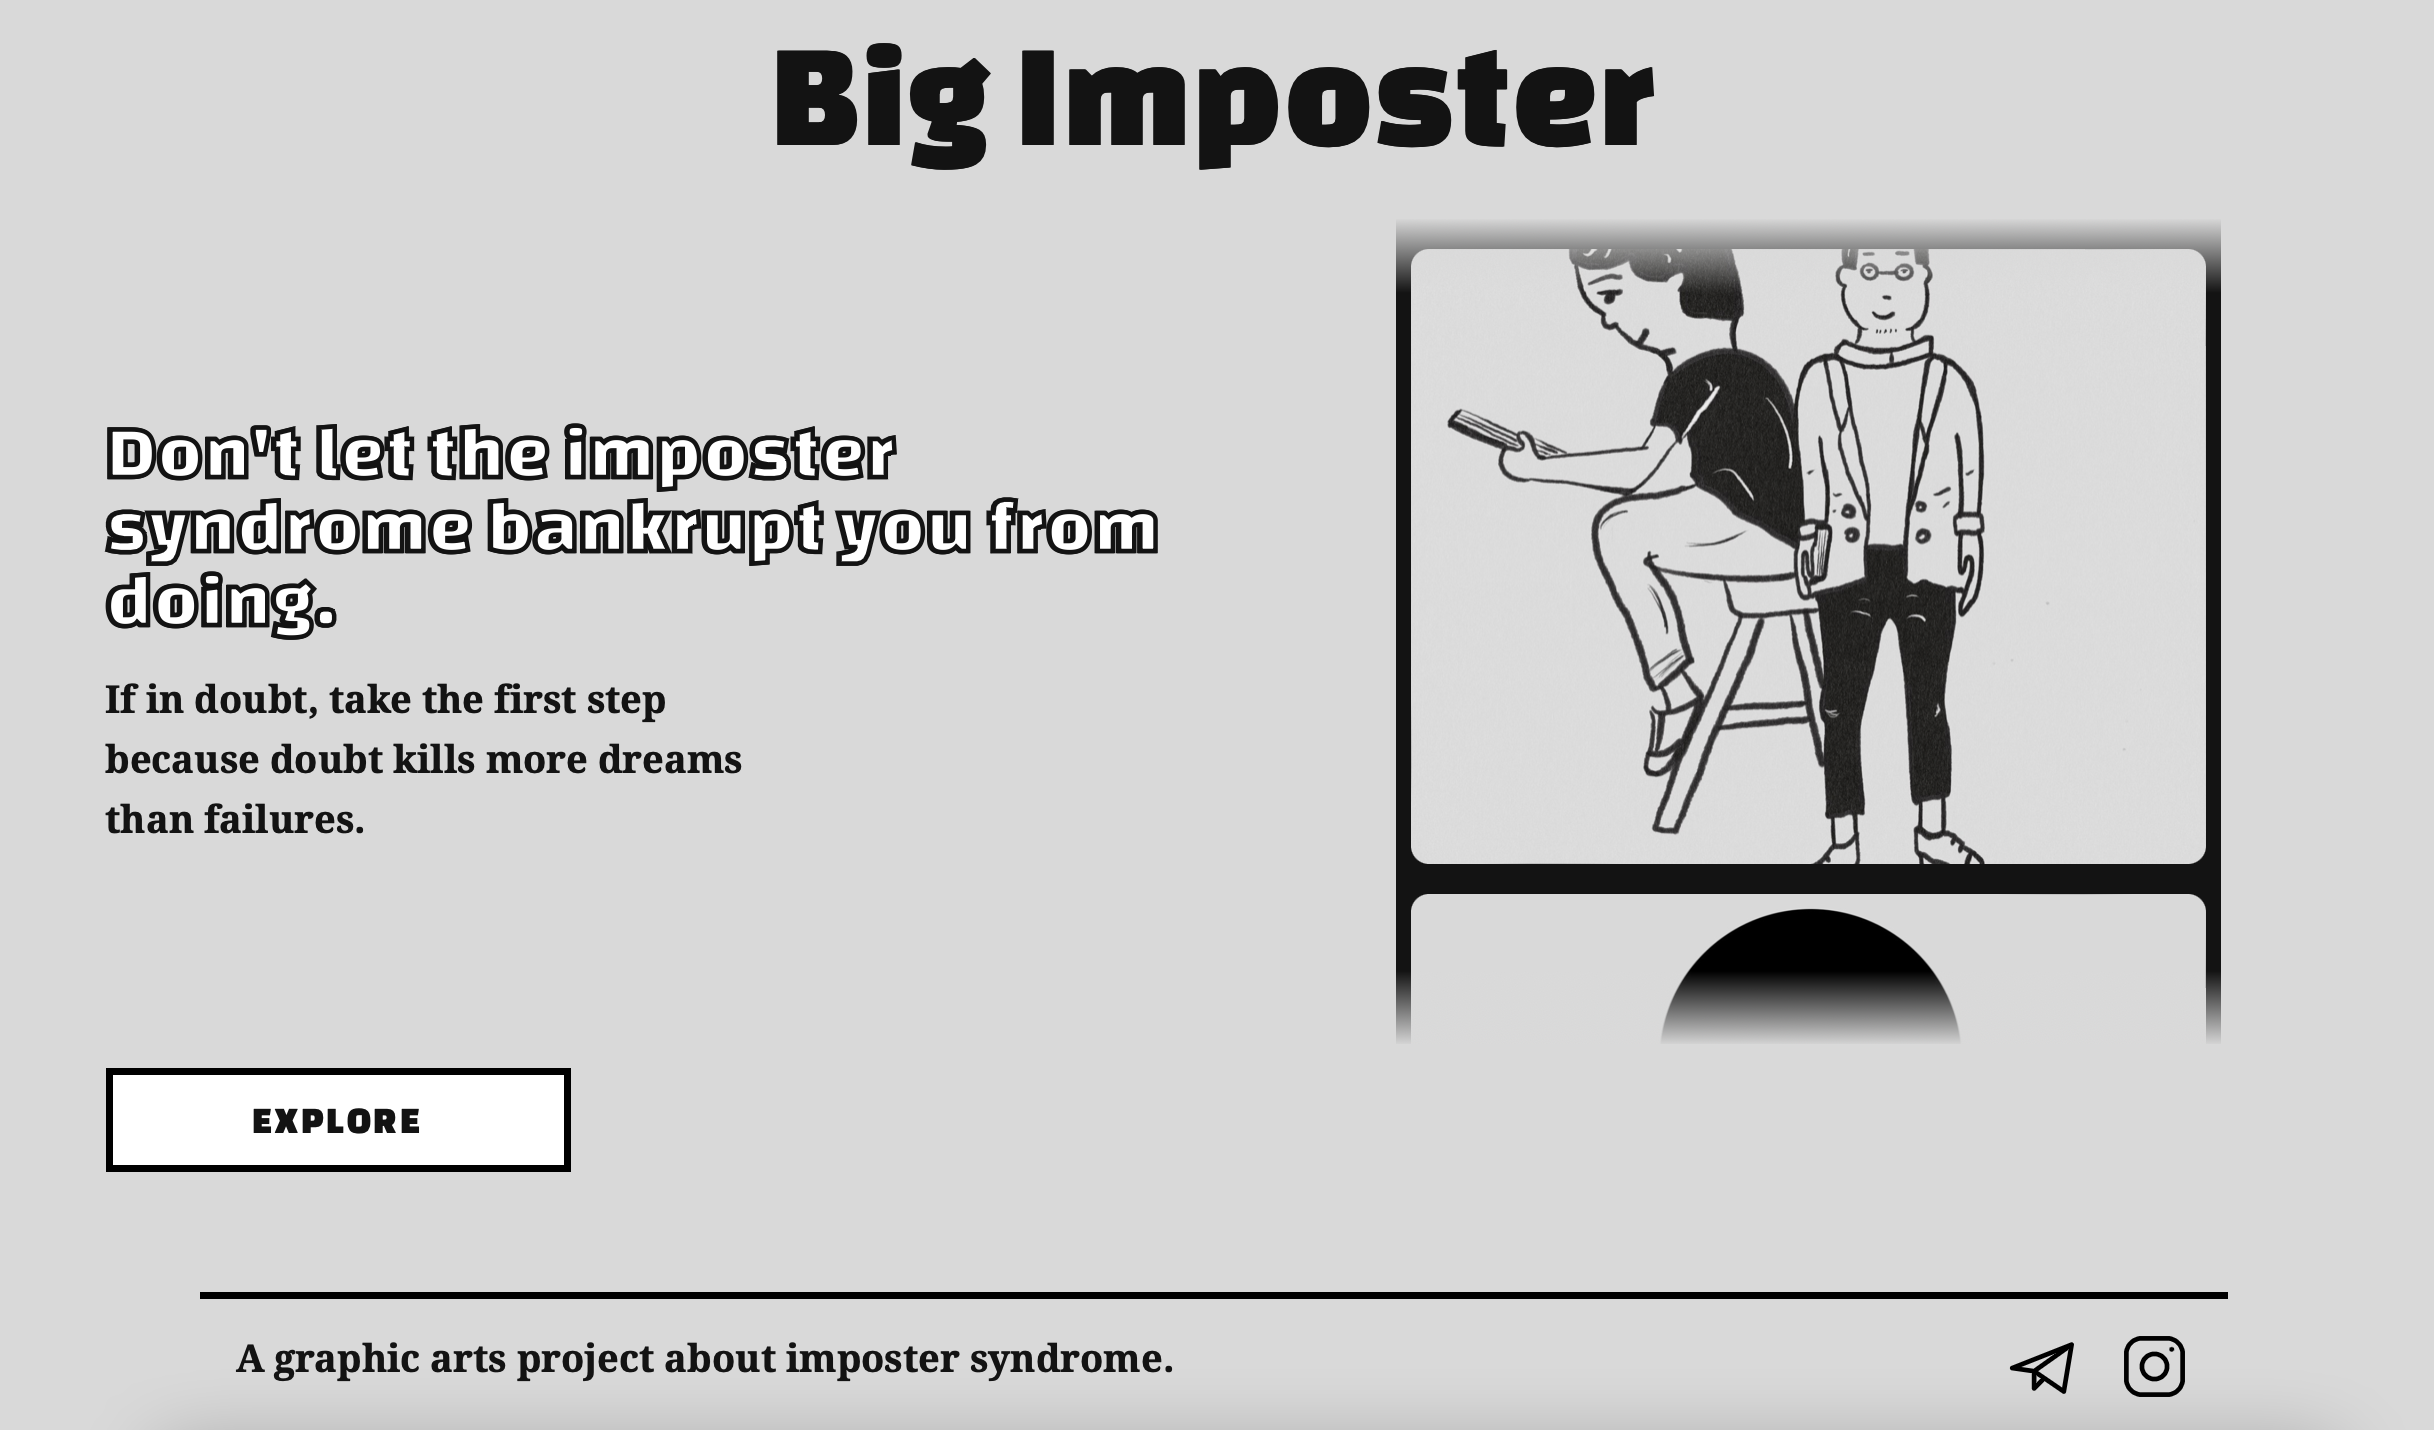 Big Imposter
Don't let the imposter
syndrome bankrupt you from
doing.
If in doubt, take the first step
because doubt kills more dreams
than failures.
EXPLORE
A graphic arts project about imposter syndrome.